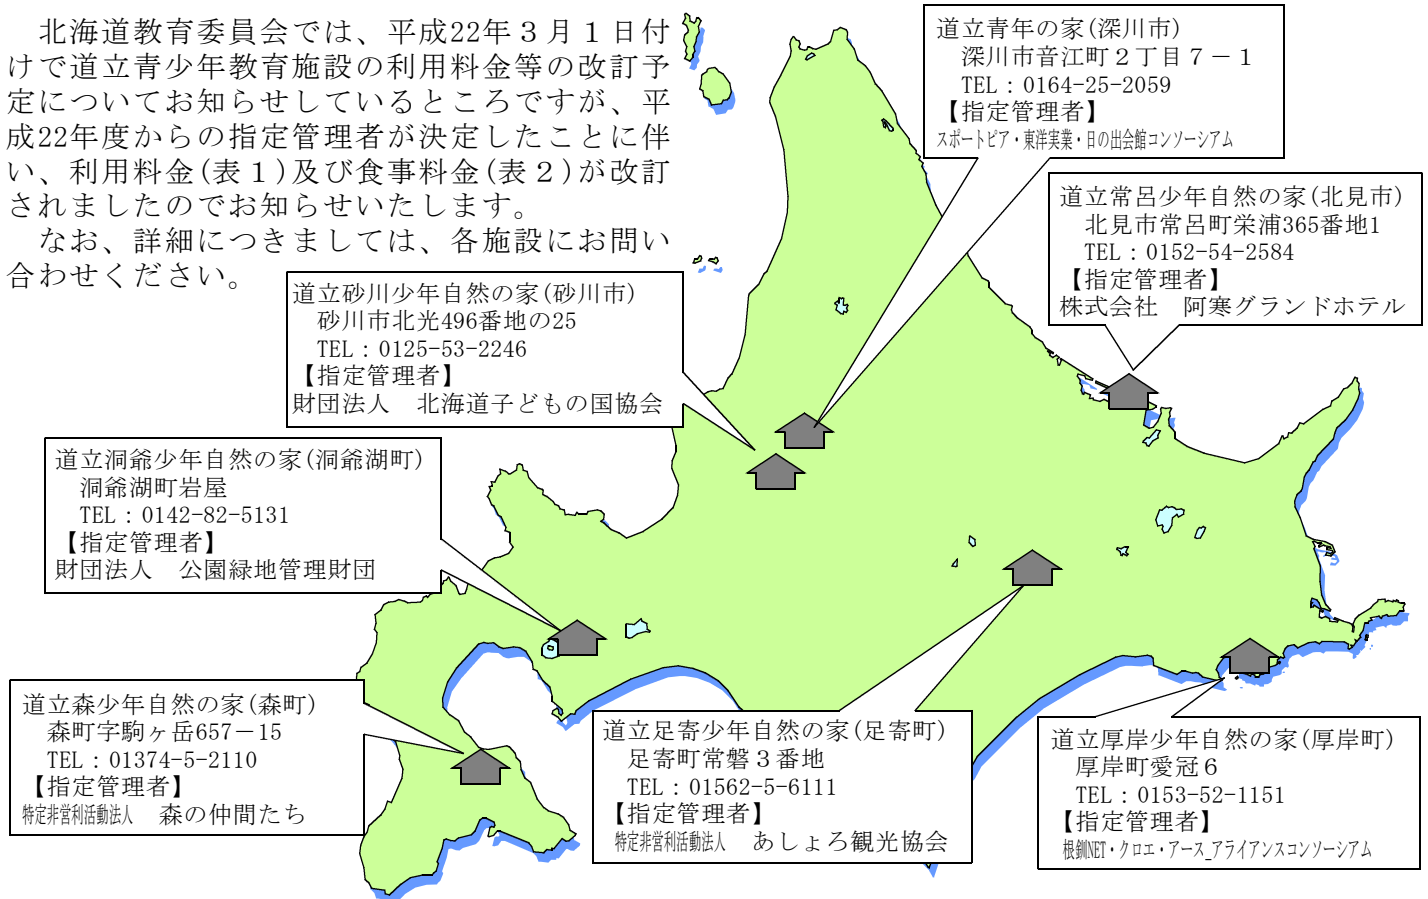 北海道教育委員会では、平成22年３月１日付
けで道立青少年教育施設の利用料金等の改訂予
定についてお知らせしているところですが、平
成22年度からの指定管理者が決定したことに伴
い、利用料金(表１)及び食事料金(表２)が改訂
されましたのでお知らせいたします。
　なお、詳細につきましては、各施設にお問い
合わせください。
道立青年の家(深川市)
深川市音江町２丁目７－１
TEL：0164-25-2059
【指定管理者】
スポートピア・東洋実業・日の出会館コンソーシアム
道立常呂少年自然の家(北見市)
北見市常呂町栄浦365番地1
TEL：0152-54-2584
【指定管理者】
株式会社　阿寒グランドホテル
道立砂川少年自然の家(砂川市)
砂川市北光496番地の25
TEL：0125-53-2246
【指定管理者】
財団法人　北海道子どもの国協会
道立洞爺少年自然の家(洞爺湖町)
洞爺湖町岩屋
TEL：0142-82-5131
【指定管理者】
財団法人　公園緑地管理財団
道立森少年自然の家(森町)
森町字駒ヶ岳657－15
TEL：01374-5-2110
【指定管理者】
特定非営利活動法人　森の仲間たち
道立足寄少年自然の家(足寄町)
足寄町常磐３番地
TEL：01562-5-6111
【指定管理者】
特定非営利活動法人　あしょろ観光協会
道立厚岸少年自然の家(厚岸町)
厚岸町愛冠６
TEL：0153-52-1151
【指定管理者】
根釧NET・クロエ・アース_アライアンスコンソーシアム